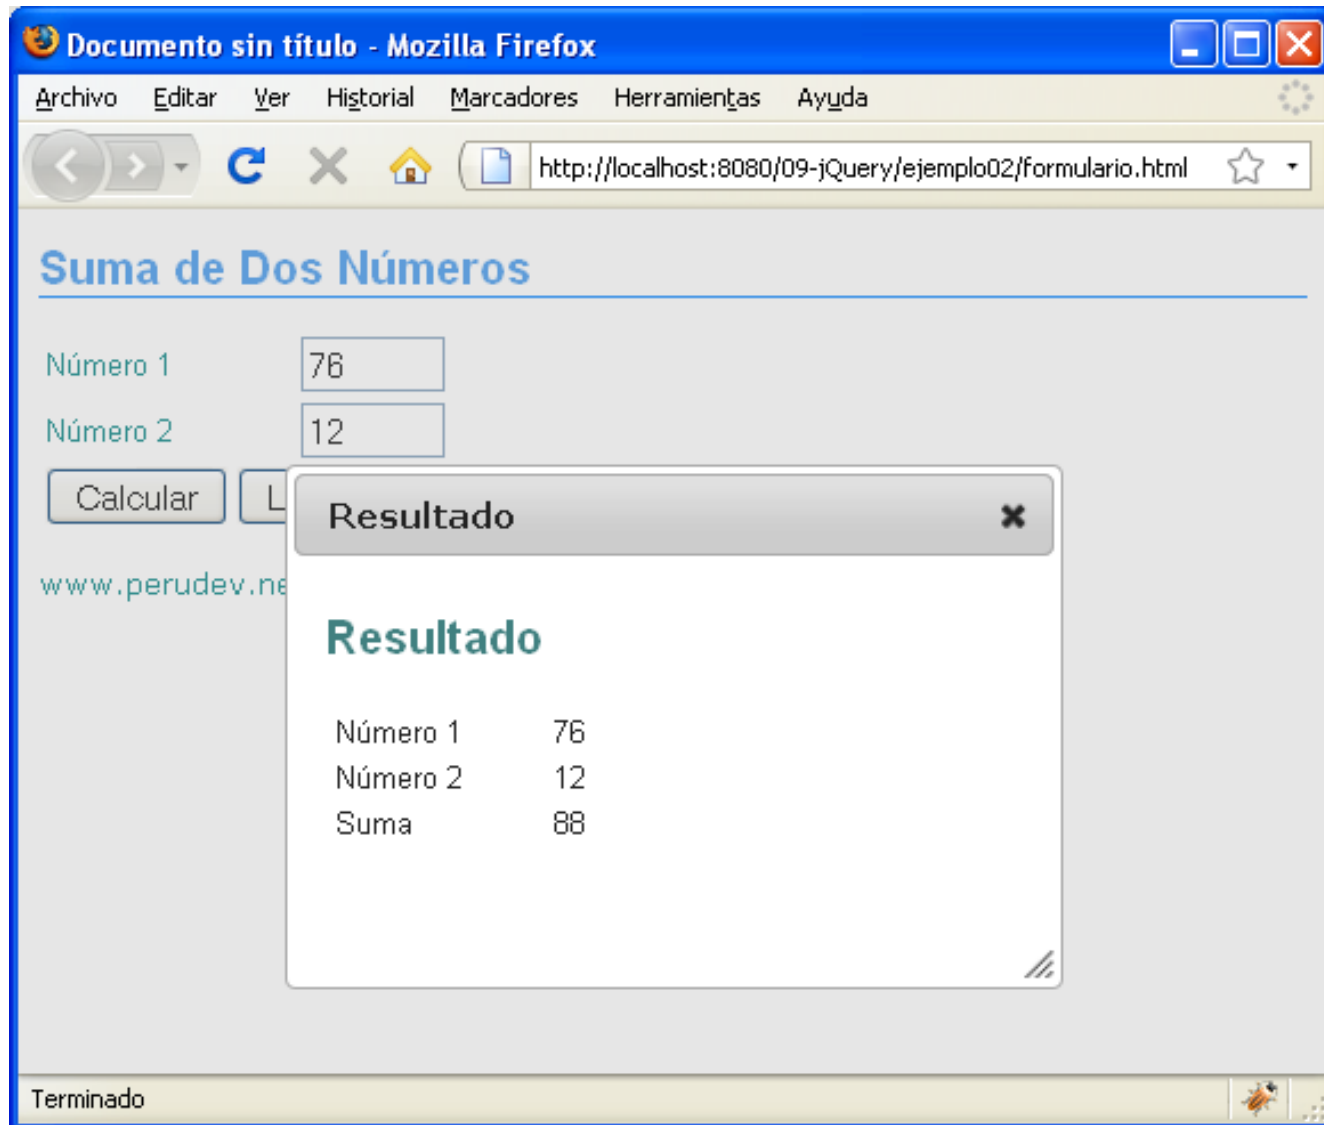 Documento sin título - Mozilla Firefox
Archivo Editar Ver Historial Marcadores Herramientas Ayuda
http://localhost:8080/09-jQuery/ejemplo02/formulario.html
Suma de Dos Números
Número 1 76
Número 2 12
Calcular
Resultado
Resultado
Número 1 76
Número 2 12
Suma 88
Terminado